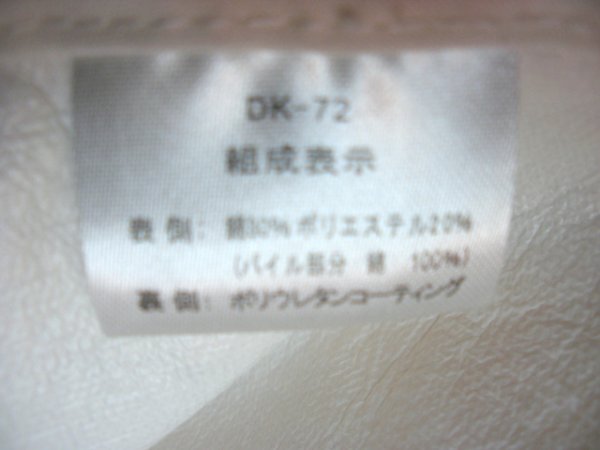 DK-72
組成表示
表側: 綿80% ポリエステル20%
(パイル部分 綿 100%)
裏側: ポリウレタンコーティング